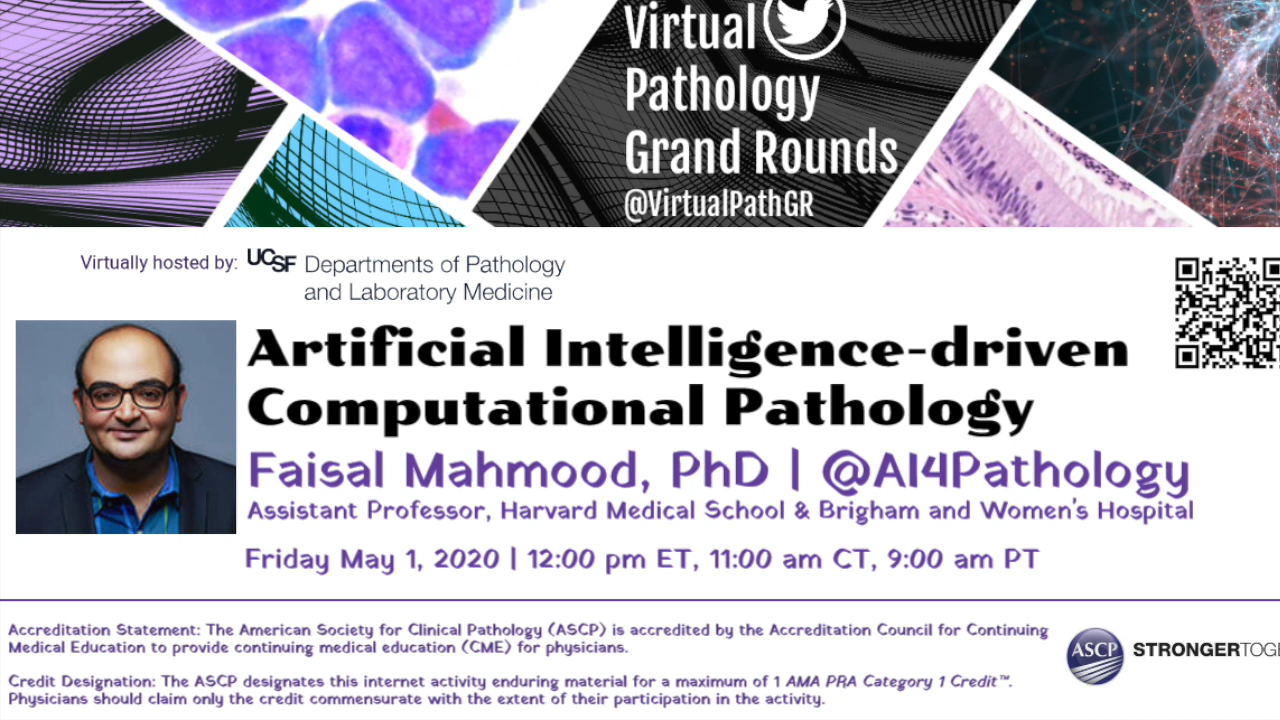 Virtual
Pathology
Grand Rounds
@VirtualPathGR
Virtually hosted by: UCSF Departments of Pathology
and Laboratory Medicine
Artificial Intelligence-driven
Computational Pathology
Faisal Mahmood, PhD | @AI4Pathology
Assistant Professor, Harvard Medical School & Brigham and Women's Hospital
Friday May 1, 2020 | 12:00 pm ET, 11:00 am CT, 9:00 am PT
Accreditation Statement: The American Society for Clinical Pathology (ASCP) is accredited by the Accreditation Council for Continuing
Medical Education to provide continuing medical education (CME) for physicians.
ASCP STRONGERTOGE
Credit Designation: The ASCP designates this internet activity enduring material for a maximum of 1 AMA PRA Category 1 Credit™.
Physicians should claim only the credit commensurate with the extent of their participation in the activity.